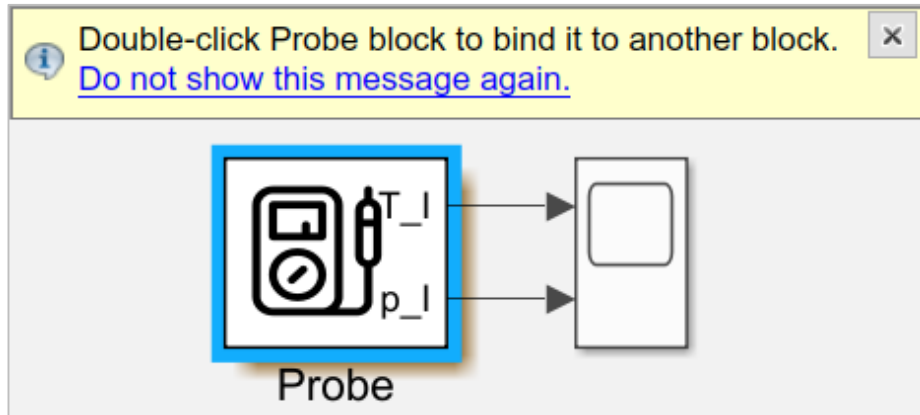 Double-click Probe block to bind it to another block.
Do not show this message again.
T_I
p_I
Probe